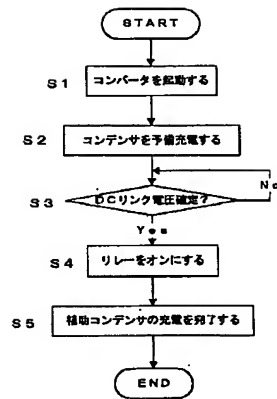 START
S1 コンバータを起動する
S2 コンデンサを予備充電する
S3 DCリンク電圧確定？
No
Yes
S4 リレーをオンにする
S5 補助コンデンサの充電を完了する
END